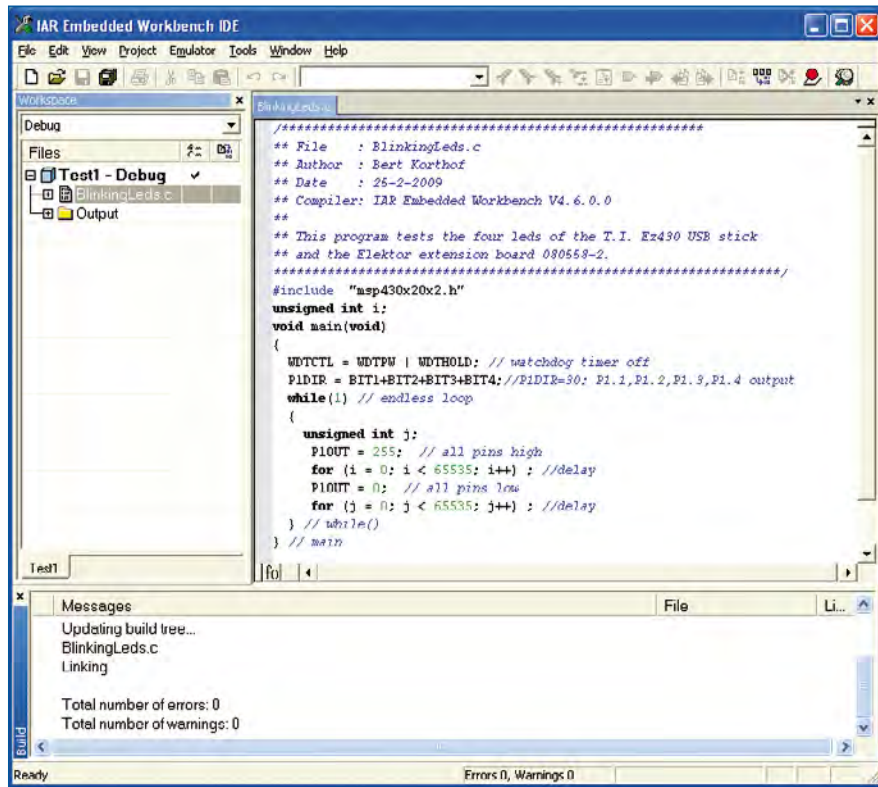 IAR Embedded Workbench IDE
File Edit View Project Emulator Tools Window Help
Workspace
Debug
Files
Test1 - Debug
BlinkingLeds.c
Output
Test1
BlinkingLeds.c
/**********************************************************
** File : BlinkingLeds.c
** Author : Bert Korthof
** Date : 25-2-2009
** Compiler: IAR Embedded Workbench V4.6.0.0
**
** This program tests the four leds of the T.I. Ez430 USB stick
** and the Elektor extension board 080558-2.
**********************************************************************/
#include "msp430x20x2.h"
unsigned int i;
void main(void)
{
WDTCTL = WDTPW | WDTHOLD; // watchdog timer off
P1DIR = BIT1+BIT2+BIT3+BIT4;//P1DIR=30: P1.1,P1.2,P1.3,P1.4 output
while(1) // endless loop
{
unsigned int j;
P1OUT = 255; // all pins high
for (i = 0; i < 65535; i++) ; //delay
P1OUT = 0; // all pins low
for (j = 0; j < 65535; j++) ; //delay
} // while()
} // main
fo
Messages File Li...
Updating build tree...
BlinkingLeds.c
Linking
Total number of errors: 0
Total number of warnings: 0
Build
Ready Errors 0, Warnings 0